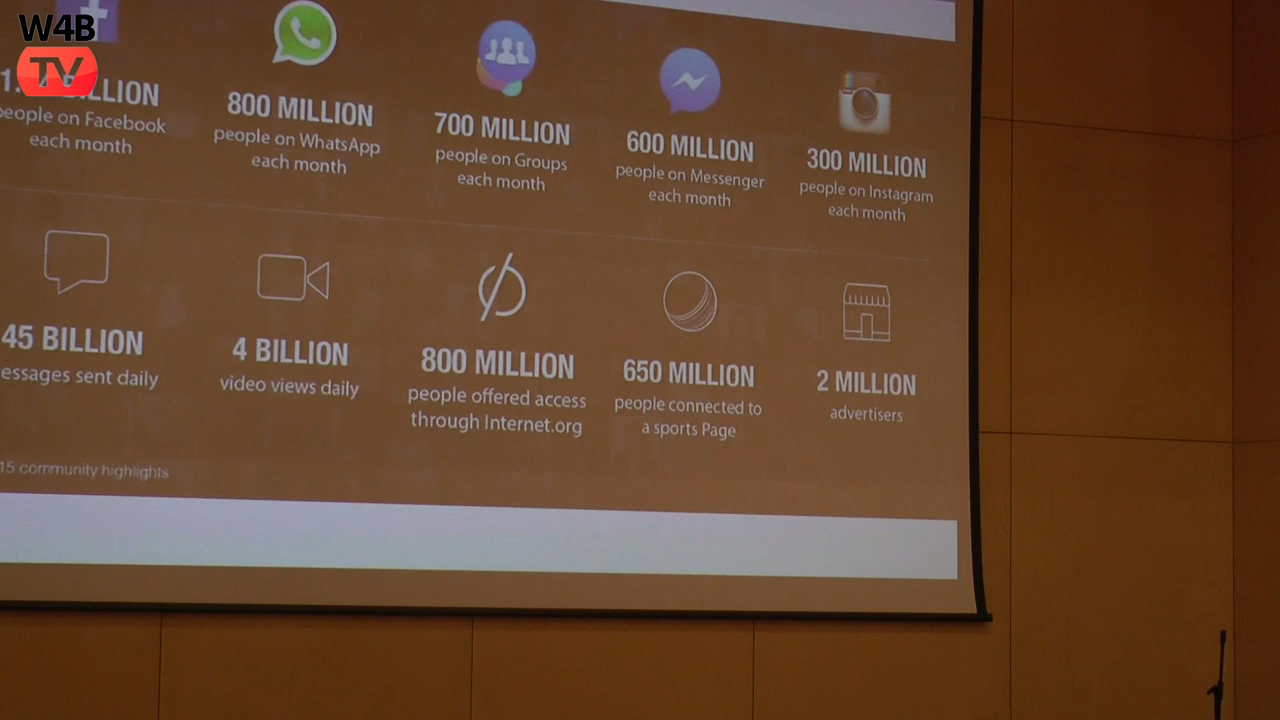 W4B
TV
BILLION
people on Facebook
each month
800 MILLION
people on WhatsApp
each month
700 MILLION
people on Groups
each month
600 MILLION
people on Messenger
each month
300 MILLION
people on Instagram
each month
45 BILLION
essages sent daily
4 BILLION
video views daily
800 MILLION
people offered access
through Internet.org
650 MILLION
people connected to
a sports Page
2 MILLION
advertisers
15 community highlights